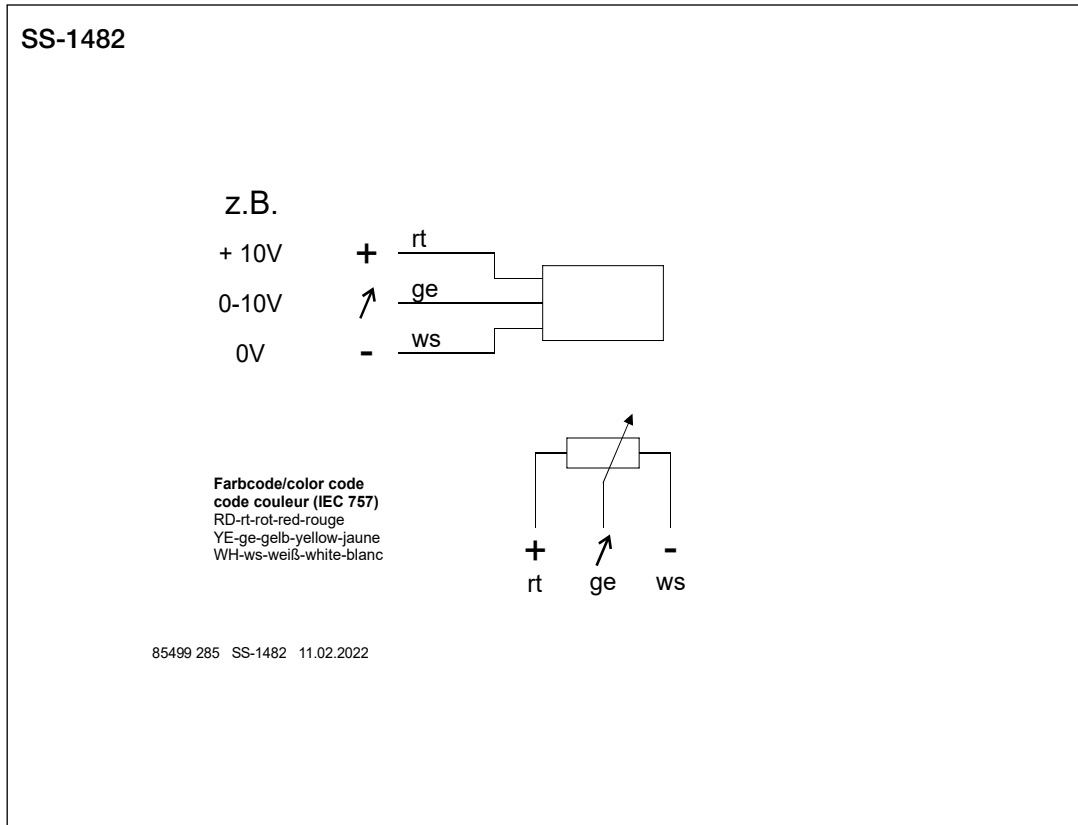 SS-1482
z.B.
+ 10V + rt
0-10V ge
0V - ws
Farbcode/color code
code couleur (IEC 757)
RD-rt-rot-red-rouge
YE-ge-gelb-yellow-jaune
WH-ws-weiß-white-blanc
+ -
rt ge ws
85499 285 SS-1482 11.02.2022